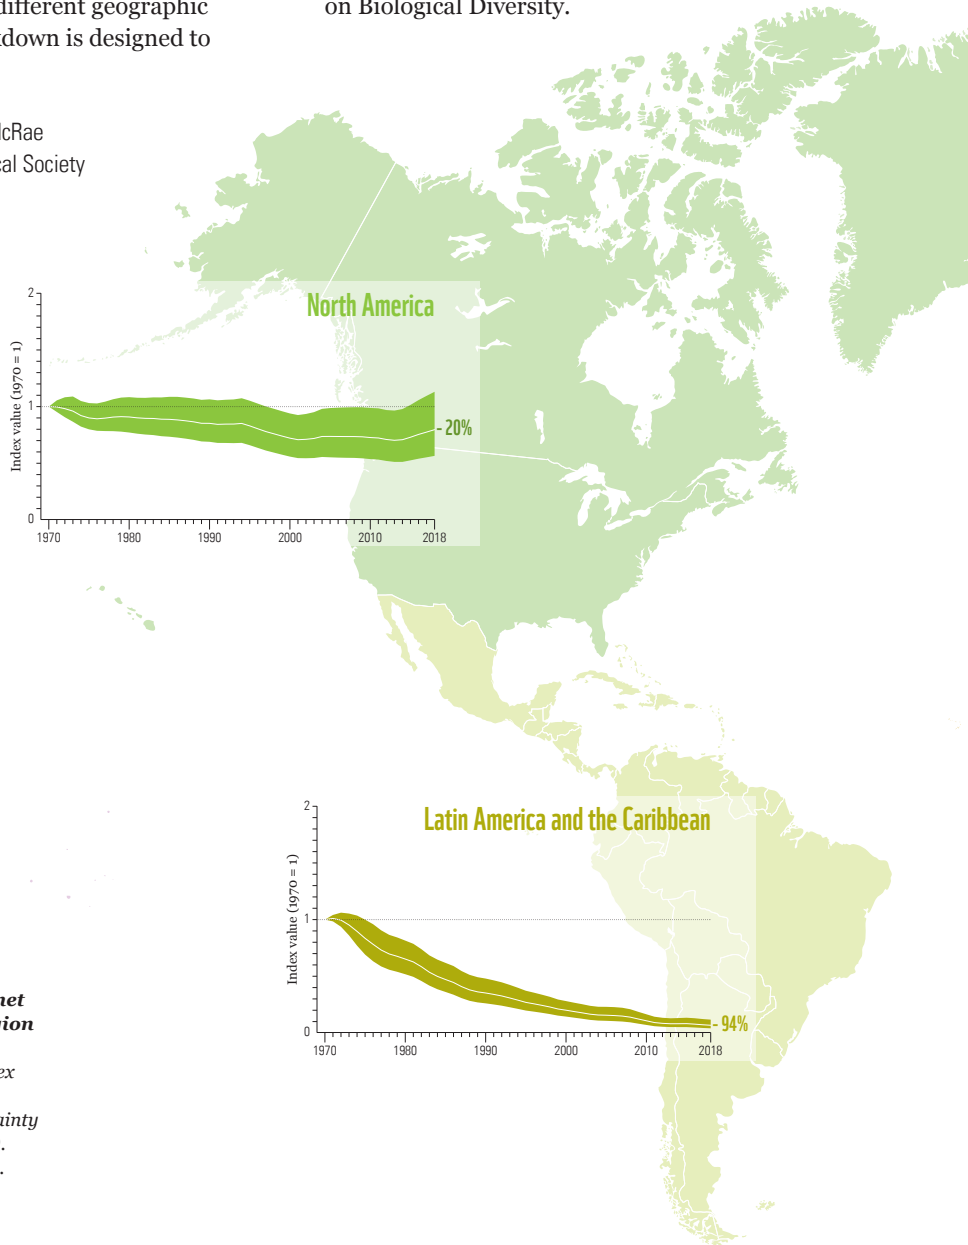 different geographic
down is designed to
on Biological Diversity.
cRae
cal Society
North America
2
1
0
Index value (1970 = 1)
- 20%
1970 1980 1990 2000 2010 2018
Latin America and the Caribbean
2
1
0
Index value (1970 = 1)
- 94%
1970 1980 1990 2000 2010 2018
net
ion
ex
ainty
.
.